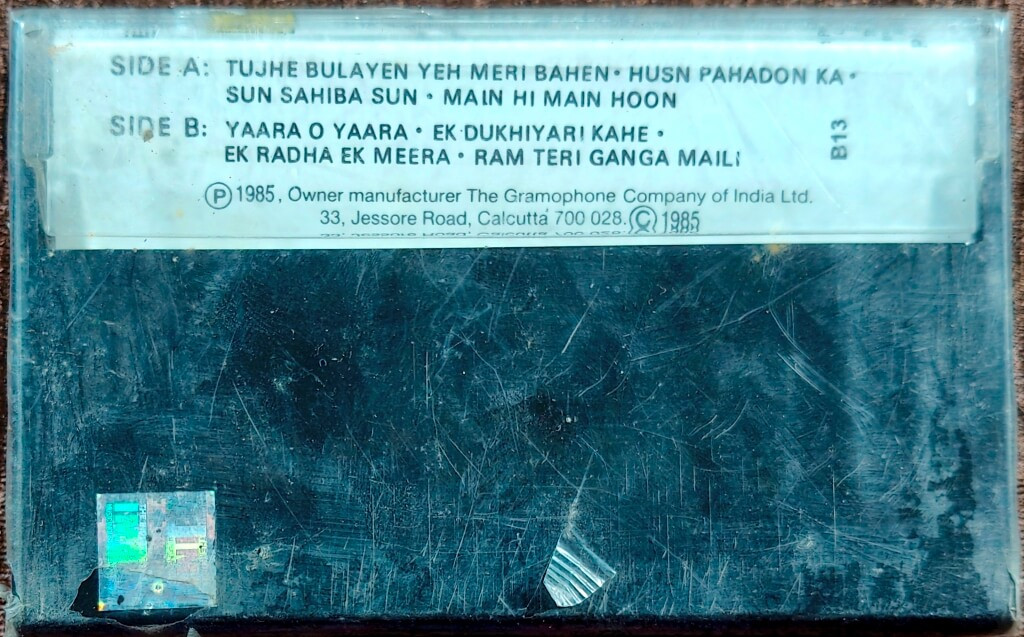 SIDE A: TUJHE BULAYEN YEH MERI BAHEN • HUSN PAHADON KA •
SUN SAHIBA SUN • MAIN HI MAIN HOON
SIDE B: YAARA O YAARA • EK DUKHIYARI KAHE •
EK RADHA EK MEERA • RAM TERI GANGA MAILI
B13
Ⓟ 1985, Owner manufacturer The Gramophone Company of India Ltd.
33, Jessore Road, Calcutta 700 028. © 1985